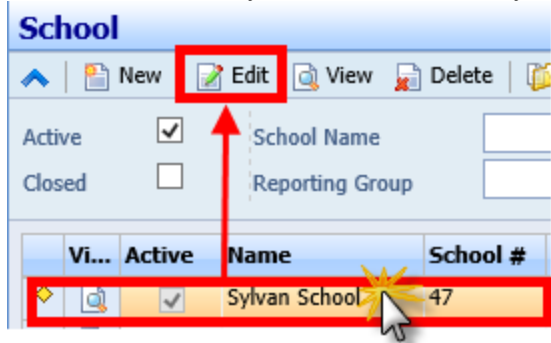 School
New Edit View Delete
Active School Name
Closed Reporting Group
Vi... Active Name School #
Sylvan School 47